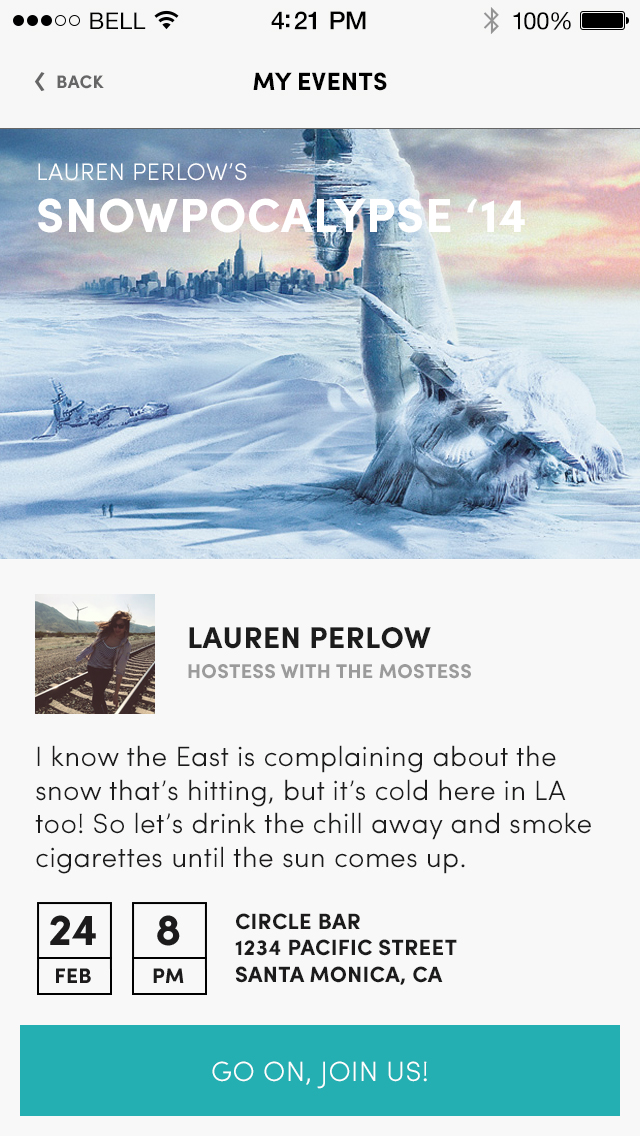 BELL 4:21 PM 100%
BACK MY EVENTS
LAUREN PERLOW'S
SNOWPOCALYPSE ‘14
LAUREN PERLOW
HOSTESS WITH THE MOSTESS
I know the East is complaining about the
snow that's hitting, but it's cold here in LA
too! So let's drink the chill away and smoke
cigarettes until the sun comes up.
24
FEB
8
PM
CIRCLE BAR
1234 PACIFIC STREET
SANTA MONICA, CA
GO ON, JOIN US!